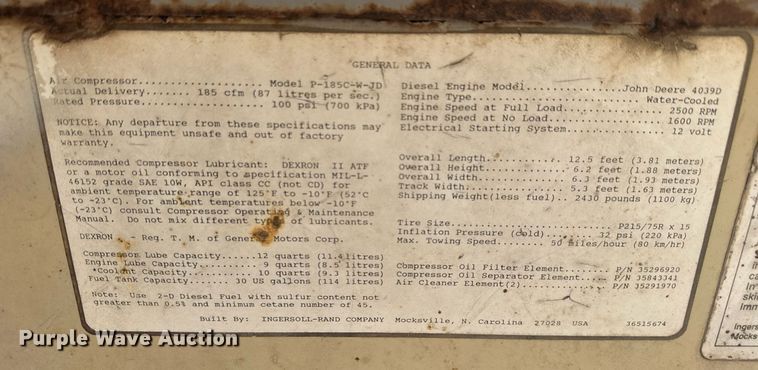 GENERAL DATA
Air Compressor................ Model P-185C-W-JD
Actual Delivery....... 185 cfm (87 litres per sec.)
Rated Pressure................. 100 psi (700 kPa)
NOTICE: Any departure from these specifications may
make this equipment unsafe and out of factory
warranty.
Recommended Compressor Lubricant: DEXRON II ATF
or a motor oil conforming to specification MIL-L-
46152 grade SAE 10W, API class CC (not CD) for
ambient temperature range of 125°F to -10°F (52°C
to -23°C). For ambient temperatures below -10°F
(-23°C) consult Compressor Operating & Maintenance
Manual. Do not mix different types of lubricants.
DEXRON - Reg. T. M. of General Motors Corp.
Compressor Lube Capacity......12 quarts (11.4 litres)
Engine Lube Capacity........... 9 quarts (8.5 litres)
*Coolant Capacity............ 10 quarts (9.3 litres)
Fuel Tank Capacity....... 30 US gallons (114 litres)
Note: Use 2-D Diesel Fuel with sulfur content not
greater than 0.5% and minimum cetane number of 45.
Diesel Engine Model..............John Deere 4039D
Engine Type.......................... Water-Cooled
Engine Speed at Full Load............... 2500 RPM
Engine Speed at No Load................. 1600 RPM
Electrical Starting System............... 12 volt
Overall Length............ 12.5 feet (3.81 meters)
Overall Height............. 6.2 feet (1.88 meters)
Overall Width.............. 6.3 feet (1.93 meters)
Track Width................ 5.3 feet (1.63 meters)
Shipping Weight(less fuel).. 2430 pounds (1100 kg)
Tire Size......................... P215/75R x 15
Inflation Pressure (cold)...... 32 psi (220 kPa)
Max. Towing Speed....... 50 miles/hour (80 km/hr)
Compressor Oil Filter Element...... P/N 35296920
Compressor Oil Separator Element.... P/N 35843341
Air Cleaner Element(2)............. P/N 35291970
Built By: INGERSOLL-RAND COMPANY Mocksville, N. Carolina 27028 USA 36515674
Purple Wave Auction